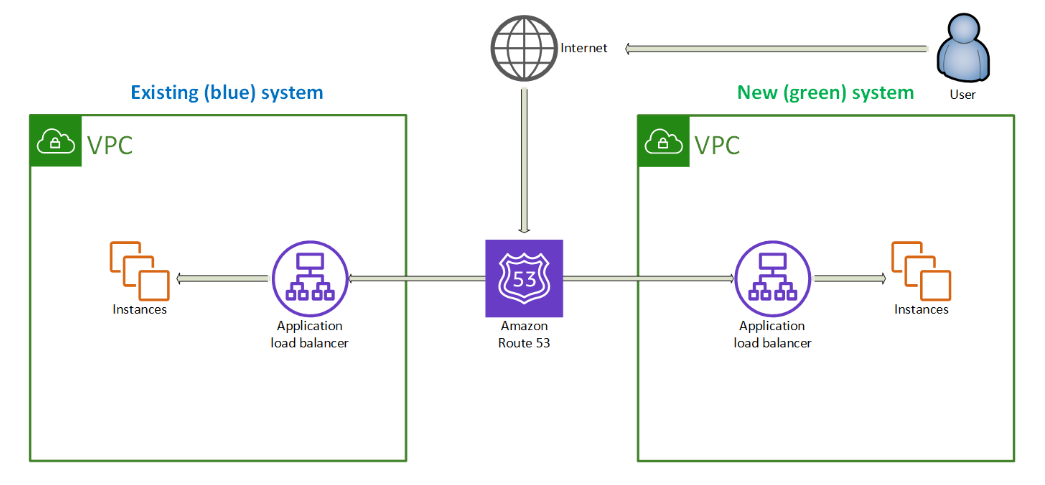 Internet
User
Existing (blue) system
New (green) system
VPC
VPC
53
Instances
Application
load balancer
Amazon
Route 53
Application
load balancer
Instances